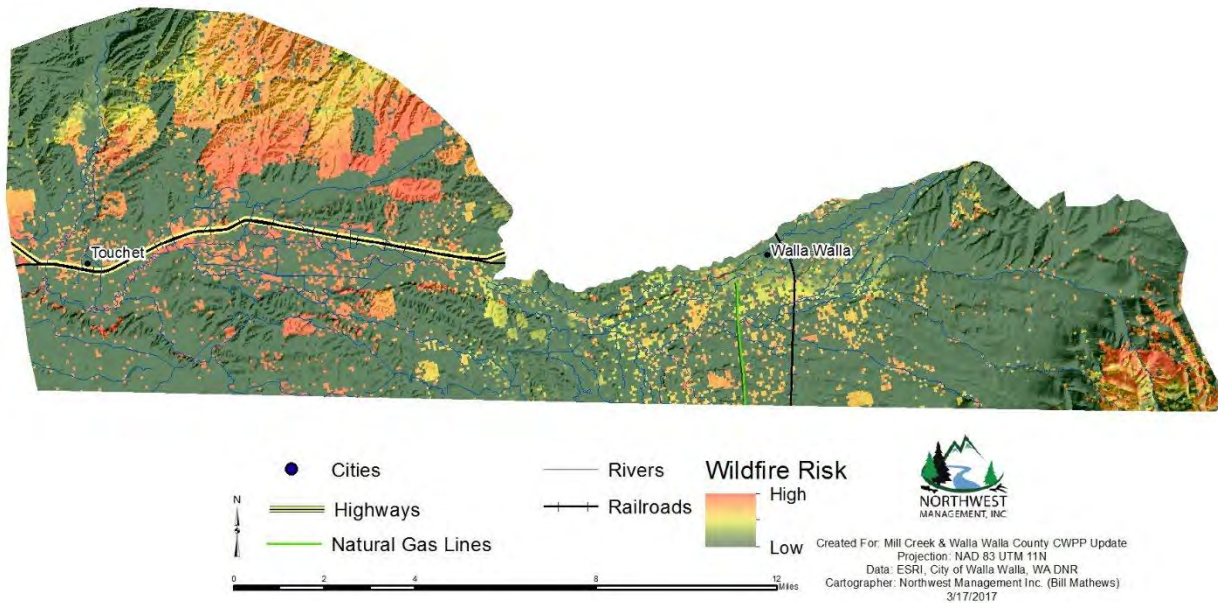 Touchet
Walla Walla
Cities
Highways
Natural Gas Lines
Rivers
Railroads
Wildfire Risk
High
Low
N
0 2 4 8 12
Miles
NORTHWEST
MANAGEMENT, INC
Created For: Mill Creek & Walla Walla County CWPP Update
Projection: NAD 83 UTM 11N
Data: ESRI, City of Walla Walla, WA DNR
Cartographer: Northwest Management Inc. (Bill Mathews)
3/17/2017